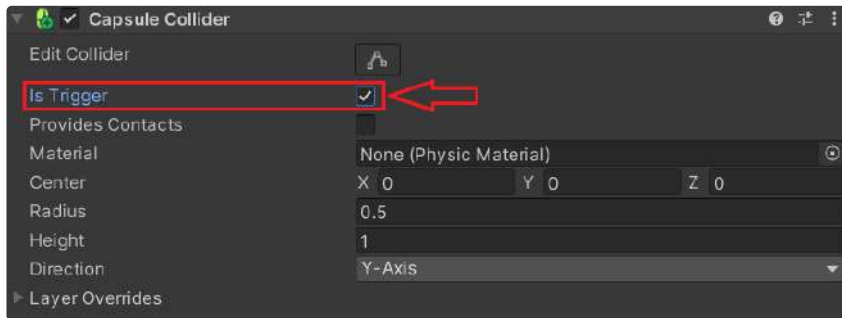 Capsule Collider
Edit Collider
Is Trigger
Provides Contacts
Material None (Physic Material)
Center X 0 Y 0 Z 0
Radius 0.5
Height 1
Direction Y-Axis
Layer Overrides